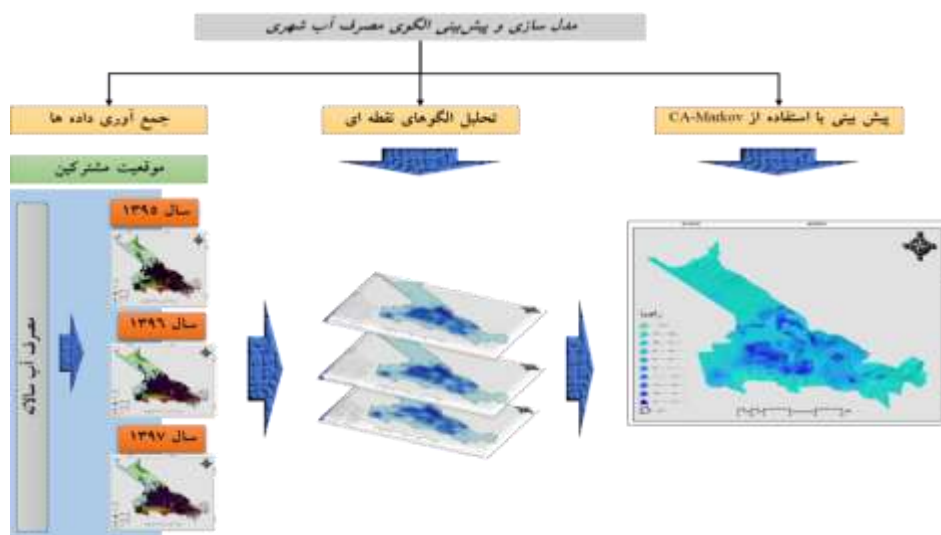 مدل سازی و پیش‌بینی الگوی مصرف آب شهری
جمع آوری داده ها
تحلیل الگوهای نقطه ای
پیش بینی با استفاده از CA-Markov
موقعیت مشترکین
مصرف آب سالانه
سال ۱۳۹۵
سال ۱۳۹۶
سال ۱۳۹۷
راهنما